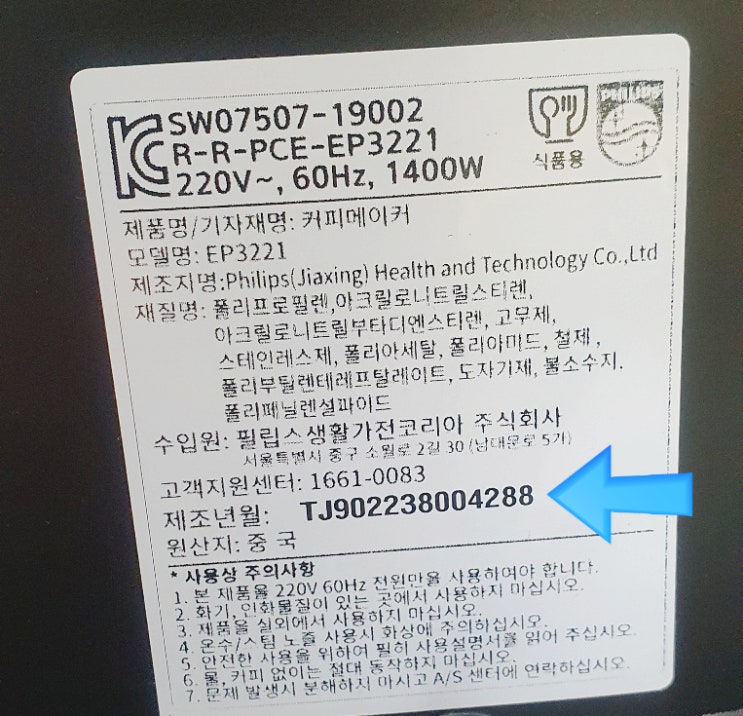 SW07507-19002
R-R-PCE-EP3221
220V~, 60Hz, 1400W
식품용
PHILIPS
제품명/기자재명: 커피메이커
모델명: EP3221
제조지명:Philips(Jiaxing) Health and Technology Co.,Ltd
재질명: 폴리프로필렌,아크릴로니트릴스티렌,
아크릴로니트릴부타디엔스티렌, 고무제,
스테인레스제, 폴리아세탈, 폴리아미드, 철제,
폴리부틸렌테레프탈레이트, 도자기제, 불소수지.
폴리페닐렌설파이드
수입원: 필립스생활가전코리아 주식회사
서울특별시 중구 소월로 2길 30 (남대문로 5가)
고객지원센터: 1661-0083
제조년월: TJ902238004288
원산지: 중국
* 사용상 주의사항
1. 본 제품을 220V 60Hz 전원만을 사용하여야 합니다.
2. 화기, 인화물질이 있는 곳에서 사용하지 마십시오.
3. 제품을 실외에서 사용하지 마십시오.
4. 온수/스팀 노즐 사용시 화상에 주의하십시오.
5. 안전한 사용을 위하여 필히 사용설명서를 읽어 주십시오.
6. 물, 커피 없이는 절대 동작하지 마십시오.
7. 문제 발생시 분해하지 마시고 A/S 센터에 연락하십시오.